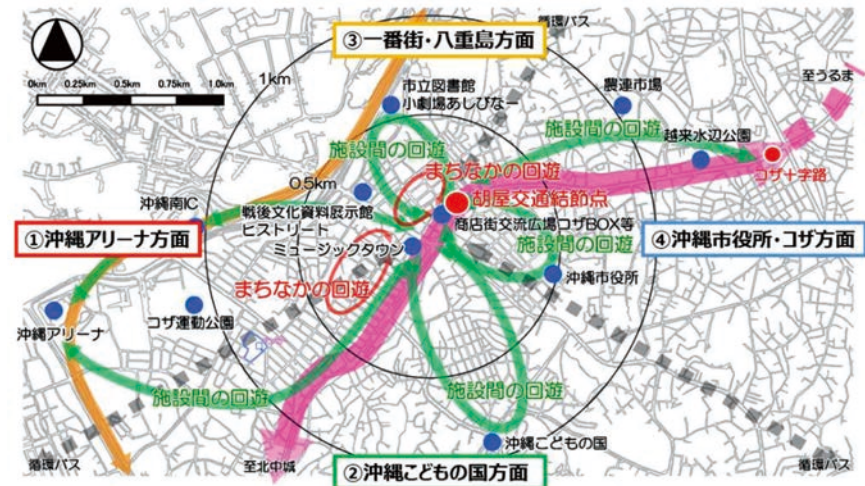 循環バス
③一番街・八重島方面
0km 0.25km 0.5km 0.75km 1.0km
1km
市立図書館
小劇場あしびなー
農連市場
至うるま
施設間の回遊
施設間の回遊
越来水辺公園
コザ十字路
まちなかの回遊
0.5km
胡屋交通結節点
沖縄南IC
戦後文化資料展示館
ヒストリート
商店街交流広場コザBOX等
①沖縄アリーナ方面
ミュージックタウン
施設間の回遊
④沖縄市役所・コザ方面
まちなかの回遊
沖縄市役所
沖縄アリーナ
コザ運動公園
施設間の回遊
施設間の回遊
沖縄こどもの国
循環バス
至北中城
②沖縄こどもの国方面
循環バス